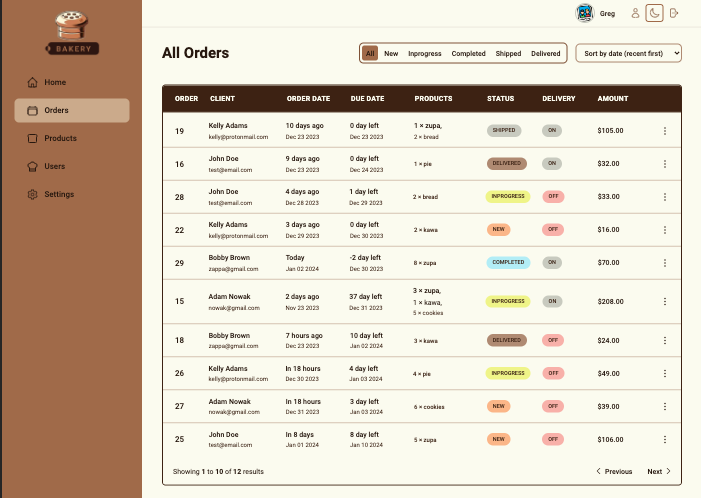 BAKERY
Home
Orders
Products
Users
Settings
Greg
All Orders
All New Inprogress Completed Shipped Delivered
Sort by date (recent first)
ORDER CLIENT ORDER DATE DUE DATE PRODUCTS STATUS DELIVERY AMOUNT
19 Kelly Adams 10 days ago 0 day left 1 × zupa, SHIPPED ON $105.00
kelly@protonmail.com Dec 23 2023 Dec 23 2023 2 × bread
16 John Doe 9 days ago 0 day left 1 × pie DELIVERED ON $32.00
test@email.com Dec 23 2023 Dec 24 2023
28 John Doe 4 days ago 1 day left 2 × bread INPROGRESS OFF $33.00
test@email.com Dec 28 2023 Dec 29 2023
22 Kelly Adams 3 days ago 0 day left 2 × kawa NEW OFF $16.00
kelly@protonmail.com Dec 29 2023 Dec 30 2023
29 Bobby Brown Today -2 day left 8 × zupa COMPLETED ON $70.00
zappa@gmail.com Jan 02 2024 Dec 30 2023
15 Adam Nowak 2 days ago 37 day left 3 × zupa, INPROGRESS ON $208.00
nowak@gmail.com Nov 23 2023 Dec 31 2023 1 × kawa,
5 × cookies
18 Bobby Brown 7 hours ago 10 day left 3 × kawa DELIVERED OFF $24.00
zappa@gmail.com Dec 23 2023 Jan 02 2024
26 Kelly Adams In 18 hours 4 day left 4 × pie INPROGRESS OFF $49.00
kelly@protonmail.com Dec 30 2023 Jan 03 2024
27 Adam Nowak In 18 hours 3 day left 6 × cookies NEW OFF $39.00
nowak@gmail.com Dec 31 2023 Jan 03 2024
25 John Doe In 8 days 8 day left 5 × zupa NEW OFF $106.00
test@email.com Jan 01 2024 Jan 10 2024
Showing 1 to 10 of 12 results Previous Next